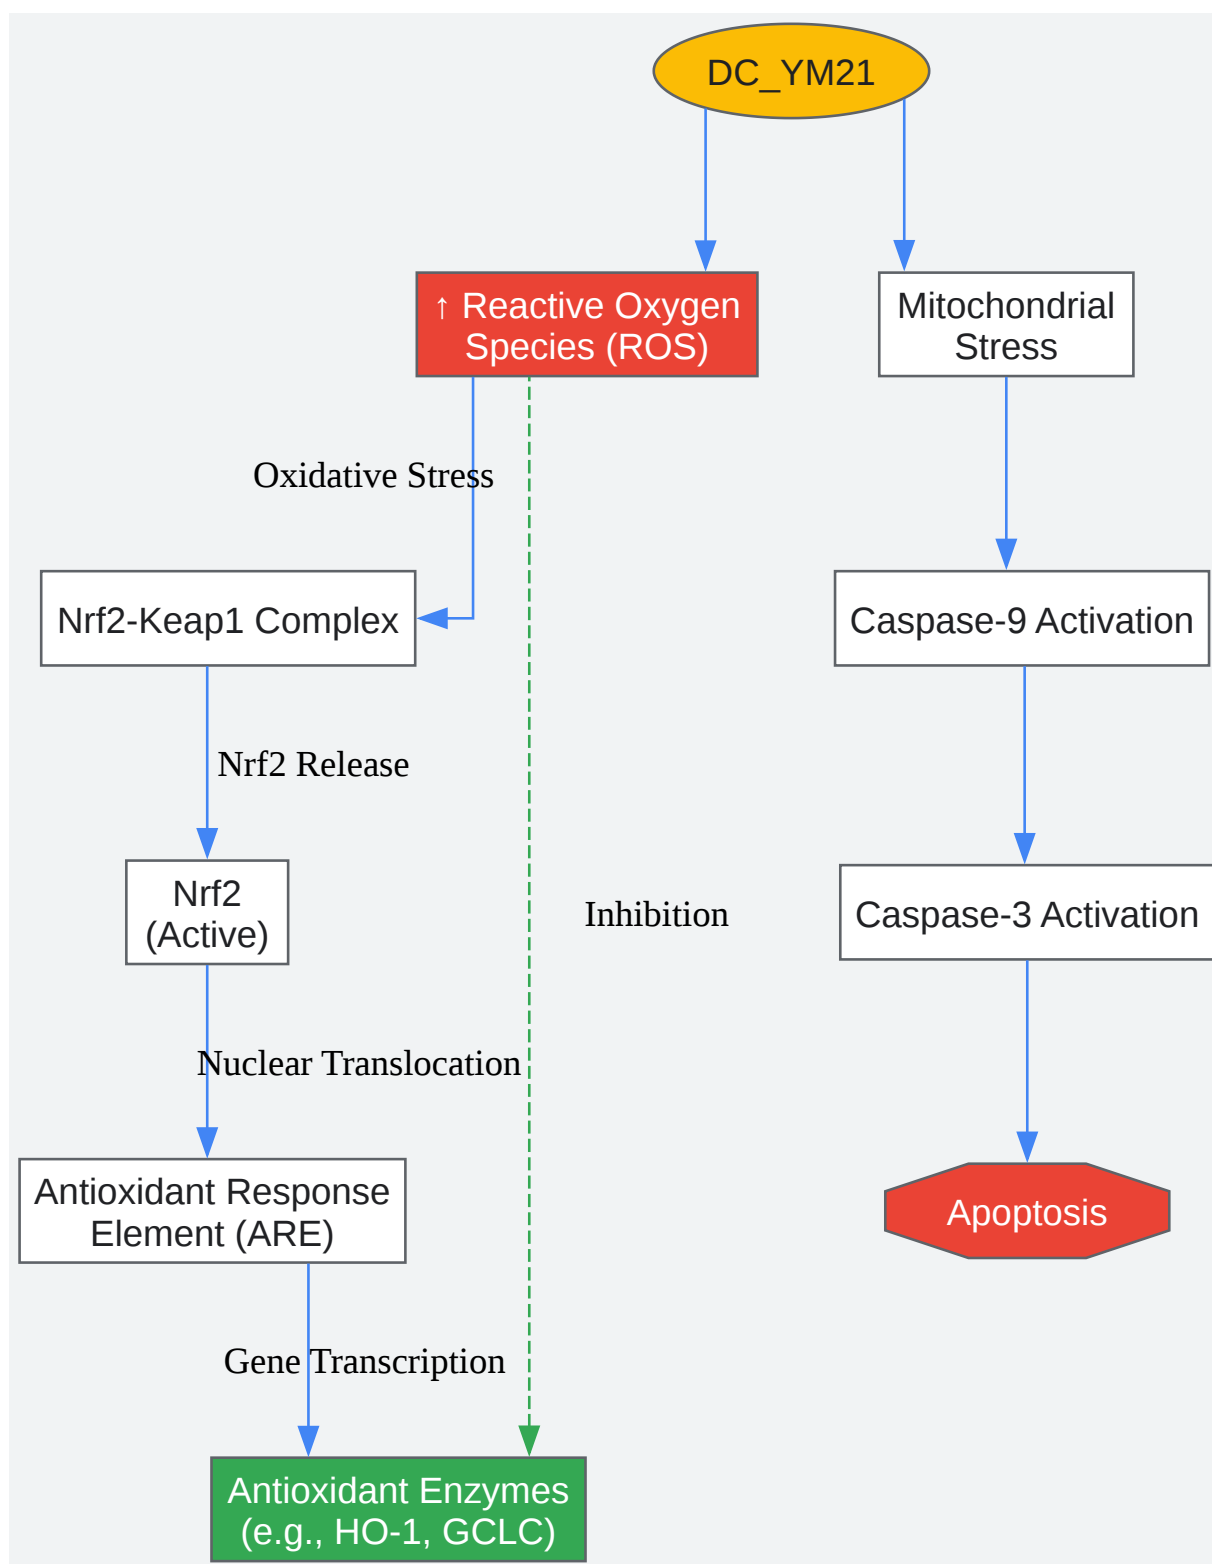 DC_YM21
↑ Reactive Oxygen
Species (ROS)
Mitochondrial
Stress
Oxidative Stress
Nrf2-Keap1 Complex
Caspase-9 Activation
Nrf2 Release
Nrf2
(Active)
Inhibition
Caspase-3 Activation
Nuclear Translocation
Antioxidant Response
Element (ARE)
Apoptosis
Gene Transcription
Antioxidant Enzymes
(e.g., HO-1, GCLC)